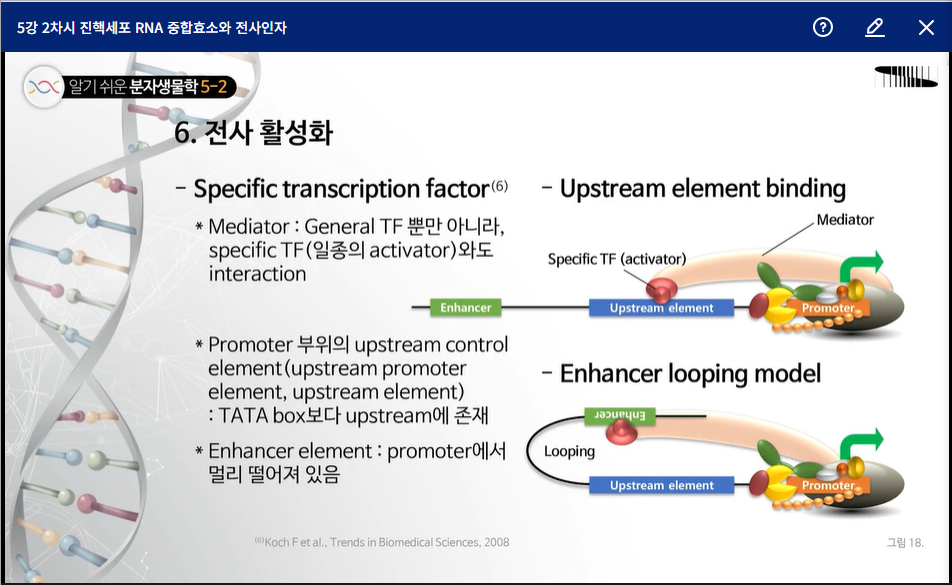 5강 2차시 진핵세포 RNA 중합효소와 전사인자
알기 쉬운 분자생물학 5-2
6. 전사 활성화
- Specific transcription factor(6)
* Mediator : General TF 뿐만 아니라,
specific TF(일종의 activator)와도
interaction
* Promoter 부위의 upstream control
element(upstream promoter
element, upstream element)
: TATA box보다 upstream에 존재
* Enhancer element : promoter에서
멀리 떨어져 있음
- Upstream element binding
Mediator
Specific TF (activator)
Enhancer
Upstream element
Promoter
- Enhancer looping model
Enhancer
Looping
Upstream element
Promoter
(6)Koch F et al., Trends in Biomedical Sciences, 2008
그림 18.